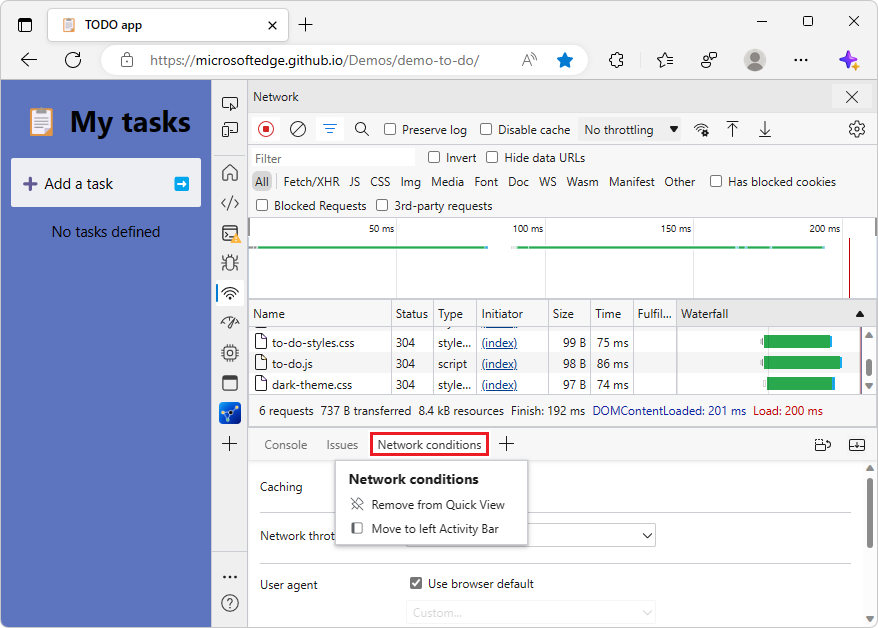 TODO app
https://microsoftedge.github.io/Demos/demo-to-do/
My tasks
Add a task
No tasks defined
Network
Preserve log Disable cache No throttling
Filter Invert Hide data URLs
All Fetch/XHR JS CSS Img Media Font Doc WS Wasm Manifest Other Has blocked cookies
Blocked Requests 3rd-party requests
50 ms 100 ms 150 ms 200 ms
Name Status Type Initiator Size Time Fulfil... Waterfall
to-do-styles.css 304 style... (index) 99 B 75 ms
to-do.js 304 script (index) 98 B 86 ms
dark-theme.css 304 style... (index) 97 B 74 ms
6 requests 737 B transferred 8.4 kB resources Finish: 192 ms DOMContentLoaded: 201 ms Load: 200 ms
Console Issues Network conditions
Network conditions
Remove from Quick View
Move to left Activity Bar
Caching
Network throt
User agent Use browser default
Custom...